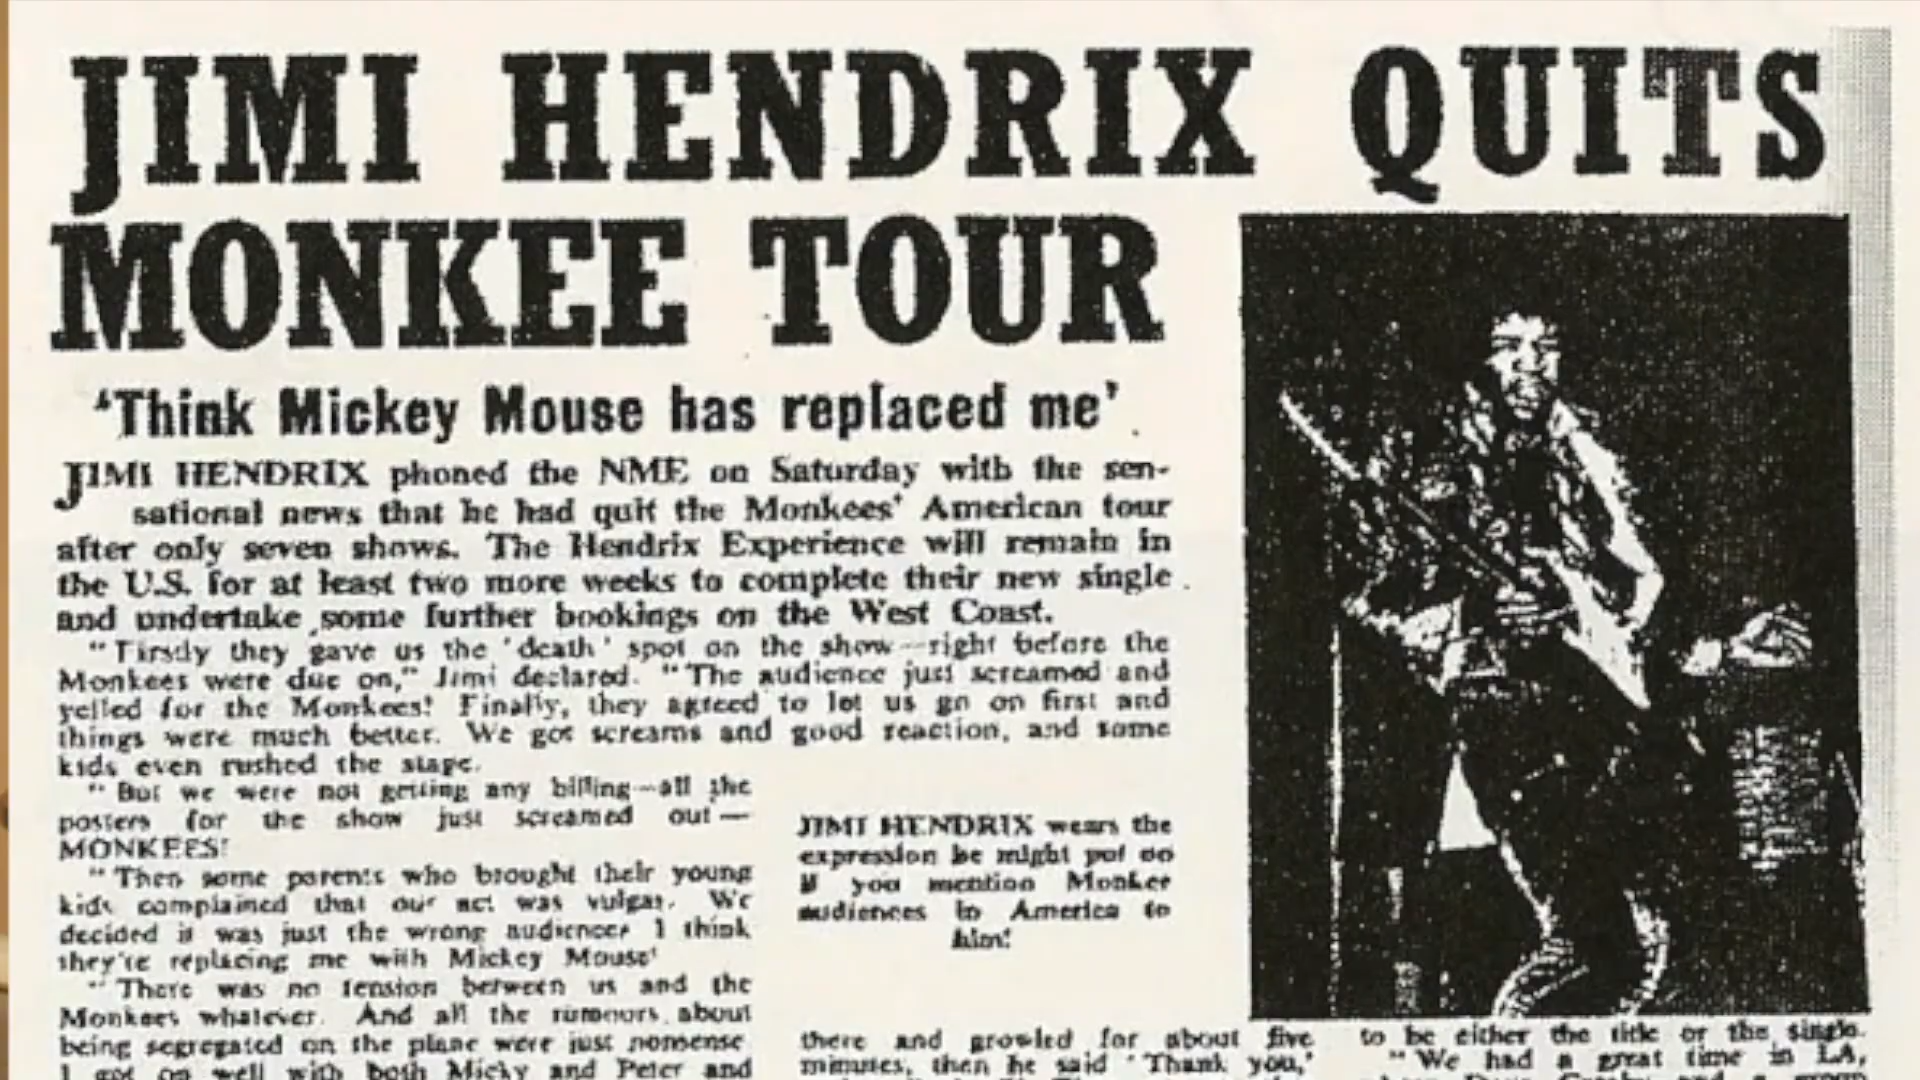 JIMI HENDRIX QUITS
MONKEE TOUR
'Think Mickey Mouse has replaced me'
JIMI HENDRIX phoned the NME on Saturday with the sen-
sational news that he had quit the Monkees' American tour
after only seven shows. The Hendrix Experience will remain in
the U.S. for at least two more weeks to complete their new single
and undertake some further bookings on the West Coast.
"Firstly they gave us the 'death' spot on the show—right before the
Monkees were due on," Jimi declared. "The audience just screamed and
yelled for the Monkees! Finally, they agreed to let us go on first and
things were much better. We got screams and good reaction, and some
kids even rushed the stage.
"But we were not getting any billing—all the
posters for the show just screamed out—
MONKEES!
"Then some parents who brought their young
kids complained that our act was vulgar. We
decided it was just the wrong audience. I think
they're replacing me with Mickey Mouse!
"There was no tension between us and the
Monkees whatever. And all the rumours about
being segregated on the plane were just nonsense
I got on well with both Micky and Peter and
JIMI HENDRIX wears the
expression he might put on
if you mention Monkee
audiences in America to
him!
there and growled for about five
minutes, then he said 'Thank you,'
to be either the title or the single.
"We had a great time in LA,